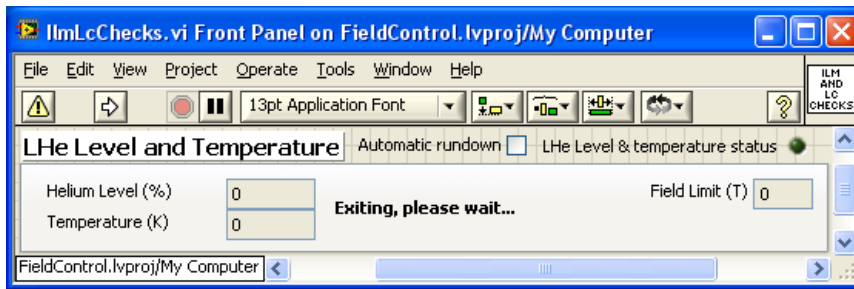 IlmLcChecks.vi Front Panel on FieldControl.lvproj/My Computer
File Edit View Project Operate Tools Window Help
13pt Application Font
?
ILM
AND
LC
CHECKS
LHe Level and Temperature Automatic rundown LHe Level & temperature status
Helium Level (%) 0
Temperature (K) 0
Exiting, please wait...
Field Limit (T) 0
FieldControl.lvproj/My Computer